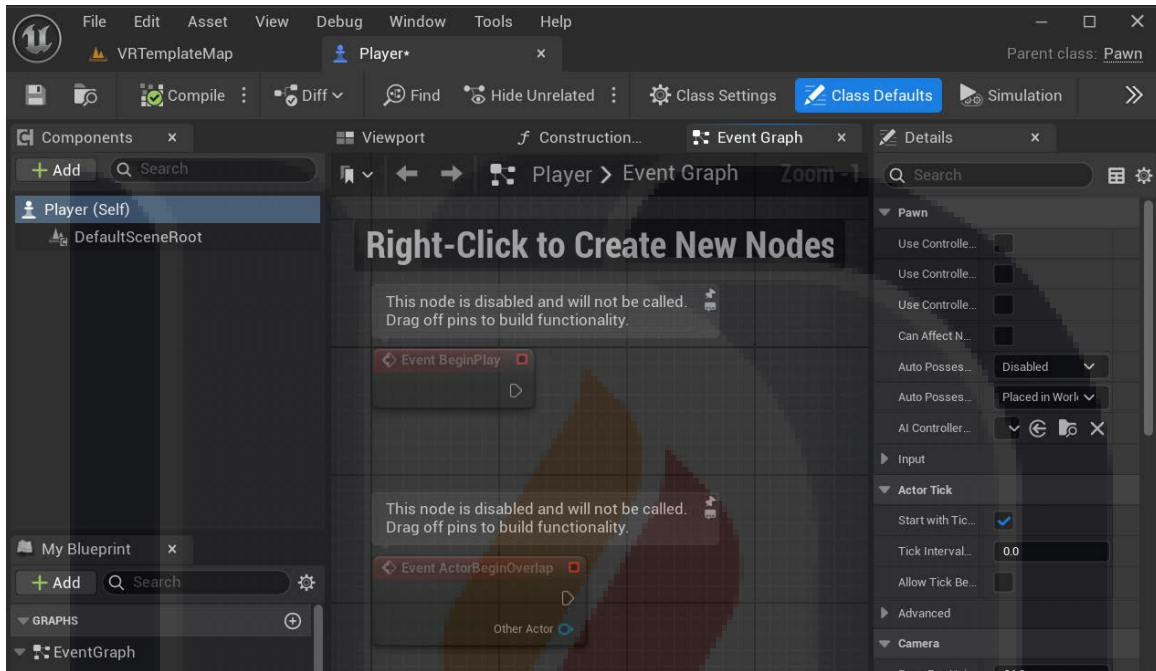 File Edit Asset View Debug Window Tools Help
VRTemplateMap Player* Parent class: Pawn
Compile Diff Find Hide Unrelated Class Settings Class Defaults Simulation
Components Viewport Construction... Event Graph Details
+ Add Search Player > Event Graph Zoom -1 Search
Player (Self)
DefaultSceneRoot
Right-Click to Create New Nodes
This node is disabled and will not be called.
Drag off pins to build functionality.
Event BeginPlay
This node is disabled and will not be called.
Drag off pins to build functionality.
Event ActorBeginOverlap
Other Actor
Pawn
Use Controlle...
Use Controlle...
Use Controlle...
Can Affect N...
Auto Posses... Disabled
Auto Posses... Placed in Worl
AI Controller...
Input
Actor Tick
Start with Tic...
Tick Interval... 0.0
Allow Tick Be...
Advanced
Camera
My Blueprint
+ Add Search
GRAPHS
EventGraph